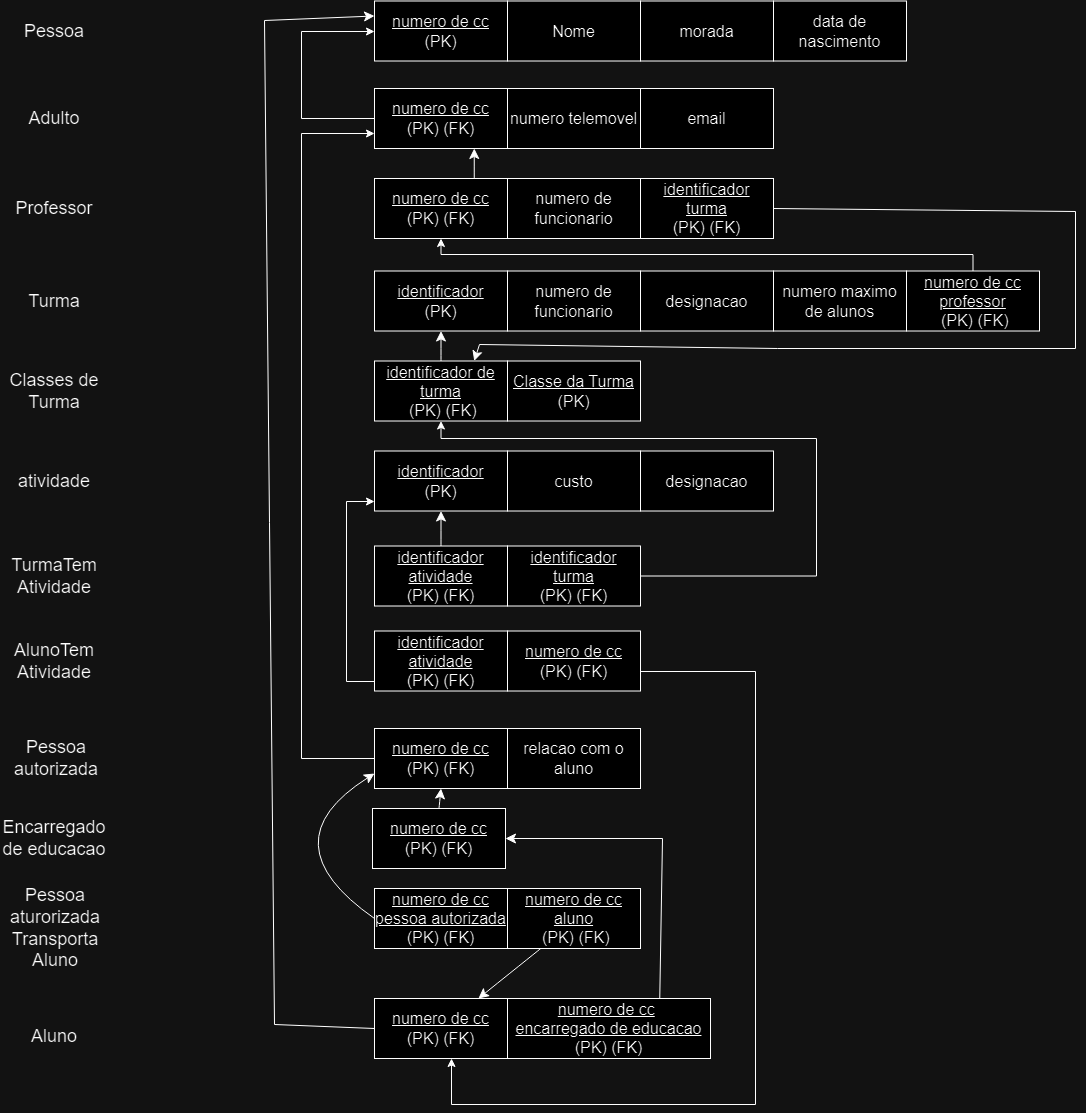 Pessoa
numero de cc
(PK)
Nome
morada
data de
nascimento
Adulto
numero de cc
(PK) (FK)
numero telemovel
email
Professor
numero de cc
(PK) (FK)
numero de
funcionario
identificador
turma
(PK) (FK)
Turma
identificador
(PK)
numero de
funcionario
designacao
numero maximo
de alunos
numero de cc
professor
(PK) (FK)
Classes de
Turma
identificador de
turma
(PK) (FK)
Classe da Turma
(PK)
atividade
identificador
(PK)
custo
designacao
TurmaTem
Atividade
identificador
atividade
(PK) (FK)
identificador
turma
(PK) (FK)
AlunoTem
Atividade
identificador
atividade
(PK) (FK)
numero de cc
(PK) (FK)
Pessoa
autorizada
numero de cc
(PK) (FK)
relacao com o
aluno
Encarregado
de educacao
numero de cc
(PK) (FK)
Pessoa
aturorizada
Transporta
Aluno
numero de cc
pessoa autorizada
(PK) (FK)
numero de cc
aluno
(PK) (FK)
Aluno
numero de cc
(PK) (FK)
numero de cc
encarregado de educacao
(PK) (FK)